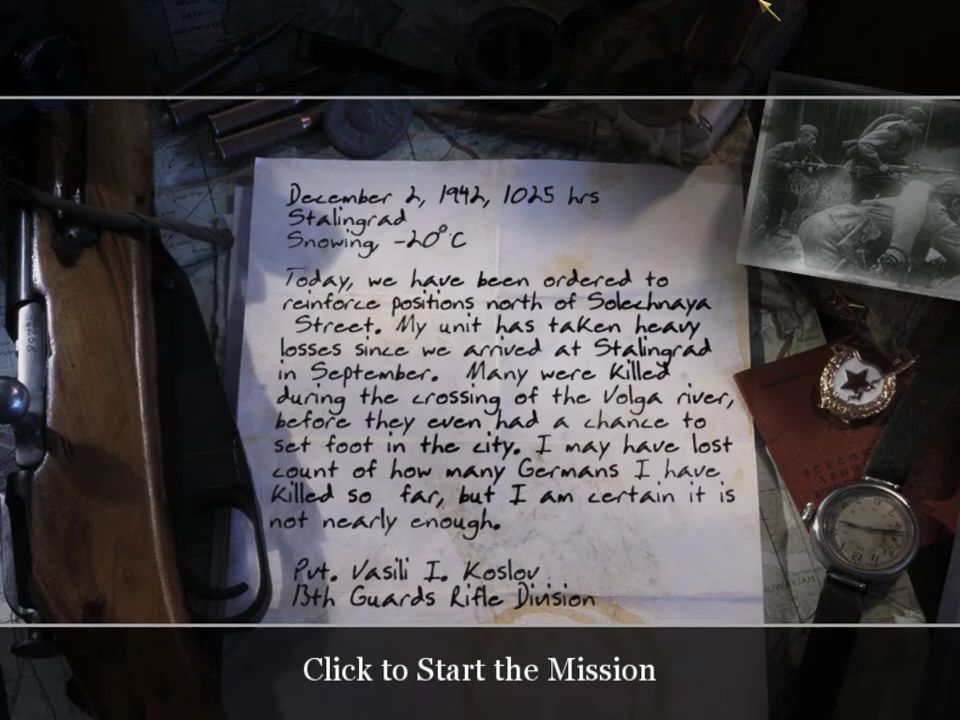 December 2, 1942, 1025 hrs
Stalingrad
Snowing, -20°C
Today, we have been ordered to
reinforce positions north of Solechnaya
Street. My unit has taken heavy
losses since we arrived at Stalingrad
in September. Many were killed
during the crossing of the Volga river,
before they even had a chance to
set foot in the city. I may have lost
count of how many Germans I have
killed so far, but I am certain it is
not nearly enough.
Pvt. Vasili I. Koslov
13th Guards Rifle Division
Click to Start the Mission